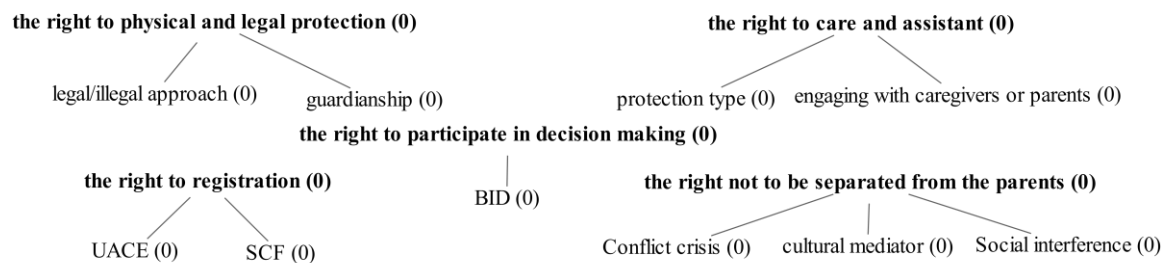 the right to physical and legal protection (0)
the right to care and assistant (0)
legal/illegal approach (0)
guardianship (0)
protection type (0)
engaging with caregivers or parents (0)
the right to participate in decision making (0)
the right to registration (0)
BID (0)
the right not to be separated from the parents (0)
UACE (0)
SCF (0)
Conflict crisis (0)
cultural mediator (0)
Social interference (0)